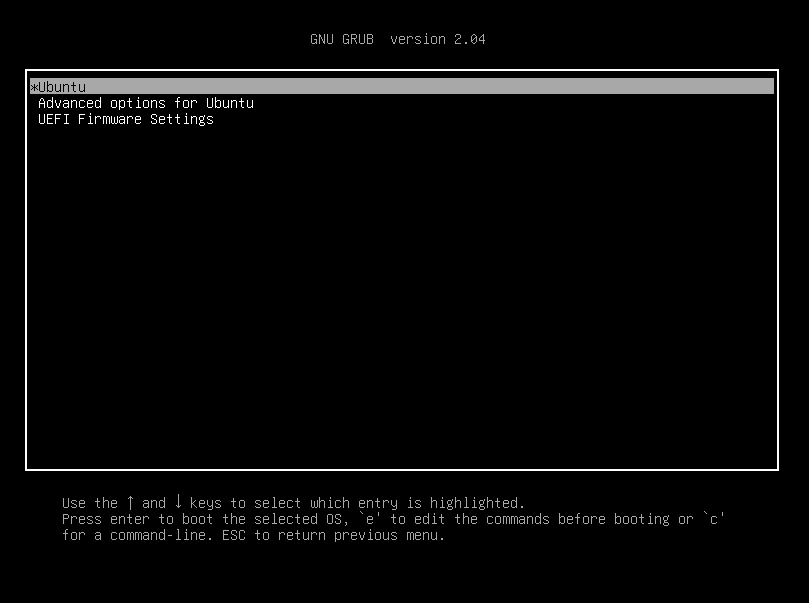 GNU GRUB  version 2.04
*Ubuntu
Advanced options for Ubuntu
UEFI Firmware Settings
Use the ↑ and ↓ keys to select which entry is highlighted.
Press enter to boot the selected OS, `e' to edit the commands before booting or `c'
for a command-line. ESC to return previous menu.